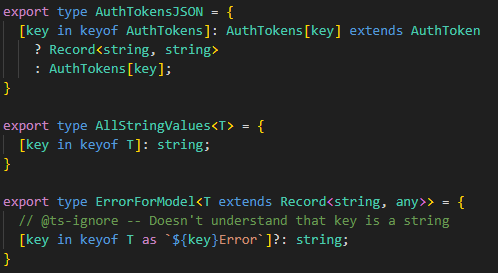 export type AuthTokensJSON = {
  [key in keyof AuthTokens]: AuthTokens[key] extends AuthToken
    ? Record<string, string>
    : AuthTokens[key];
}
export type AllStringValues<T> = {
  [key in keyof T]: string;
}
export type ErrorForModel<T extends Record<string, any>> = {
  // @ts-ignore -- Doesn't understand that key is a string
  [key in keyof T as `${key}Error`]?: string;
}